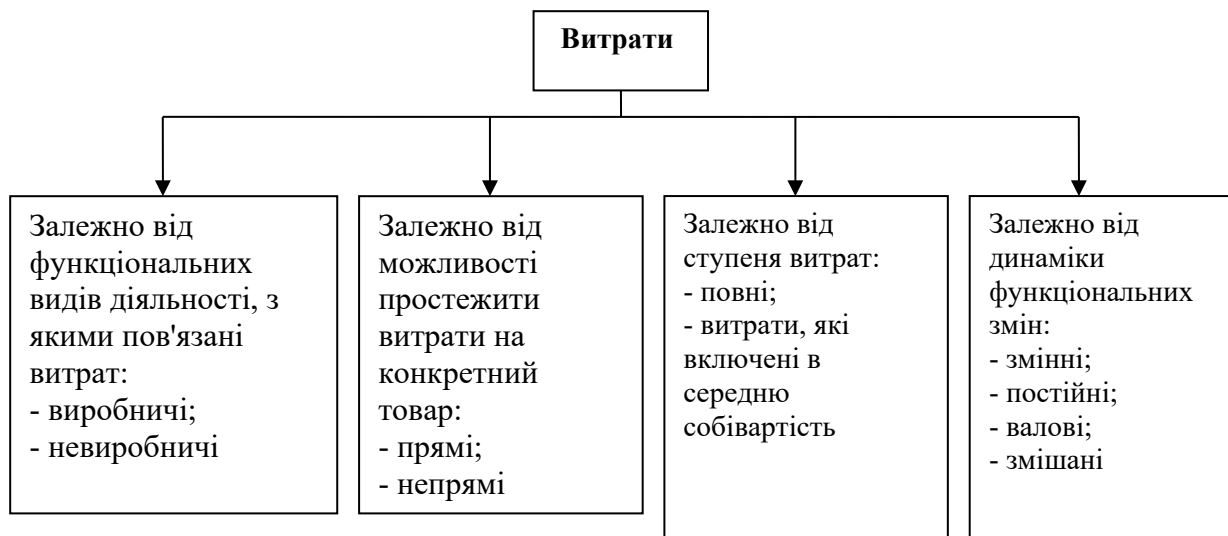 Витрати
Залежно від
функціональних
видів діяльності, з
якими пов'язані
витрат:
- виробничі;
- невиробничі
Залежно від
можливості
простежити
витрати на
конкретний
товар:
- прямі;
- непрямі
Залежно від
ступеня витрат:
- повні;
- витрати, які
включені в
середню
собівартість
Залежно від
динаміки
функціональних
змін:
- змінні;
- постійні;
- валові;
- змішані